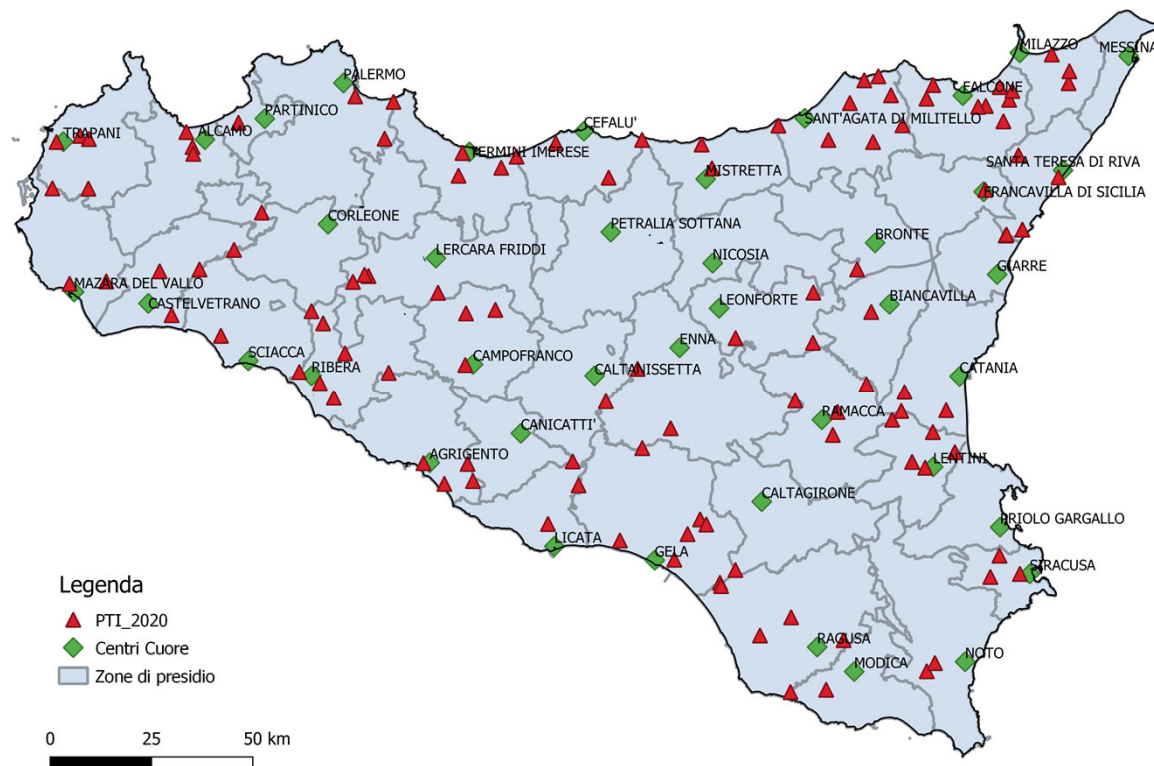 MILAZZO
MESSINA
PALERMO
FALCONE
PARTINICO
SANT'AGATA DI MILITELLO
CEFALU'
TRAPANI
ALCAMO
TERMINI IMERESE
SANTA TERESA DI RIVA
MISTRETTA
FRANCAVILLA DI SICILIA
CORLEONE
PETRALIA SOTTANA
BRONTE
LERCARA FRIDDI
NICOSIA
GIARRE
MAZARA DEL VALLO
CASTELVETRANO
LEONFORTE
BIANCAVILLA
ENNA
SCIACCA
CAMPOFRANCO
RIBERA
CALTANISSETTA
CATANIA
RAMACCA
CANICATTI'
AGRIGENTO
LENTINI
CALTAGIRONE
PRIOLO GARGALLO
LICATA
GELA
SIRACUSA
RAGUSA
NOTO
MODICA
Legenda
PTI_2020
Centri Cuore
Zone di presidio
0 25 50 km